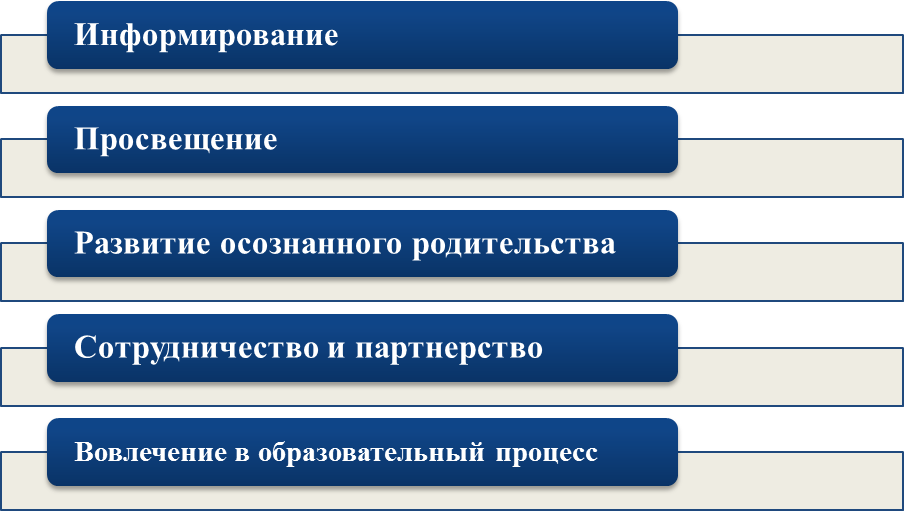 Информирование
Просвещение
Развитие осознанного родительства
Сотрудничество и партнерство
Вовлечение в образовательный процесс